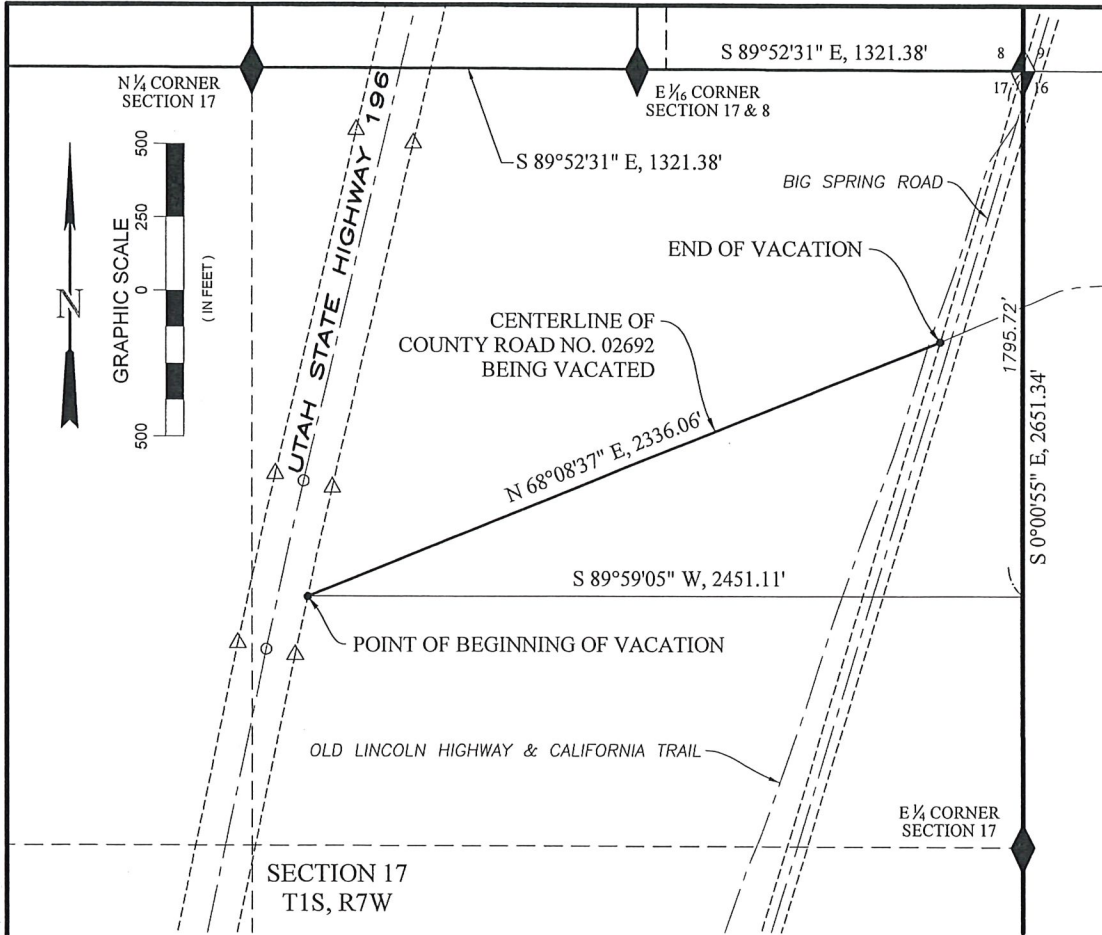 S 89°52'31" E, 1321.38'
8
9
17
16
N 1/4 CORNER
SECTION 17
E 1/16 CORNER
SECTION 17 & 8
S 89°52'31" E, 1321.38'
BIG SPRING ROAD
500
250
0
500
GRAPHIC SCALE
( IN FEET )
N
UTAH STATE HIGHWAY 196
END OF VACATION
CENTERLINE OF
COUNTY ROAD NO. 02692
BEING VACATED
1795.72'
S 0°00'55" E, 2651.34'
N 68°08'37" E, 2336.06'
S 89°59'05" W, 2451.11'
POINT OF BEGINNING OF VACATION
OLD LINCOLN HIGHWAY & CALIFORNIA TRAIL
E 1/4 CORNER
SECTION 17
SECTION 17
T1S, R7W